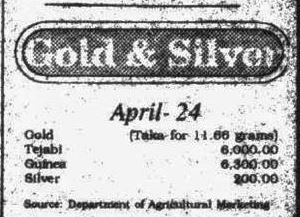 Gold & Silver
April- 24
Gold (Taka for 11.66 grams)
Tejabi 6,000.00
Guinea 6,300.00
Silver 200.00
Source: Department of Agricultural Marketing